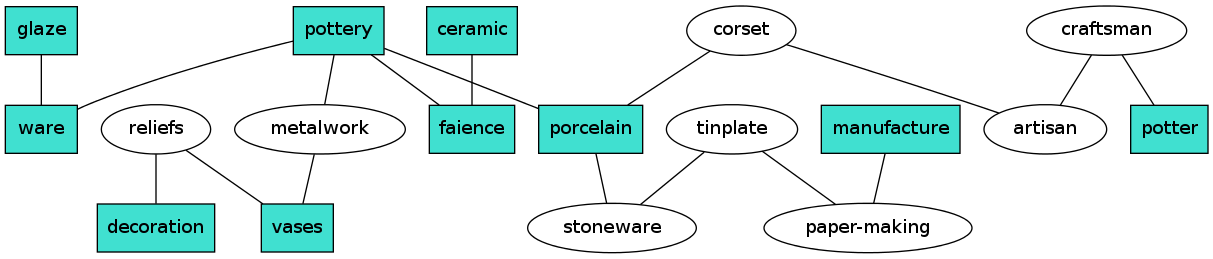 glaze
pottery
ceramic
corset
craftsman
ware
reliefs
metalwork
faience
porcelain
tinplate
manufacture
artisan
potter
decoration
vases
stoneware
paper-making